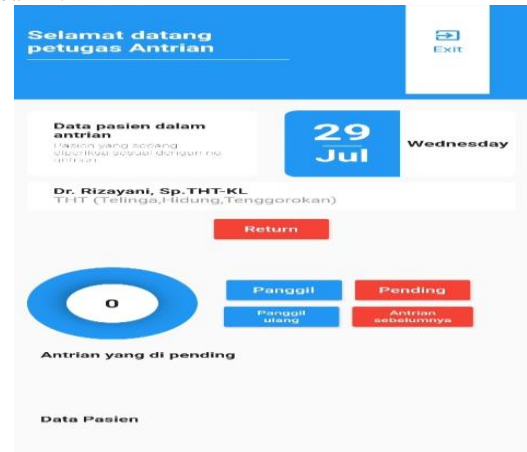 Selamat datang
petugas Antrian
Exit
Data pasien dalam
antrian
Pasien yang sedang
diperiksa sesuai dengan no
antrian
29
Jul
Wednesday
Dr. Rizayani, Sp.THT-KL
THT (Telinga,Hidung,Tenggorokan)
Return
0
Panggil
Pending
Panggil
ulang
Antrian
sebelumnya
Antrian yang di pending
Data Pasien